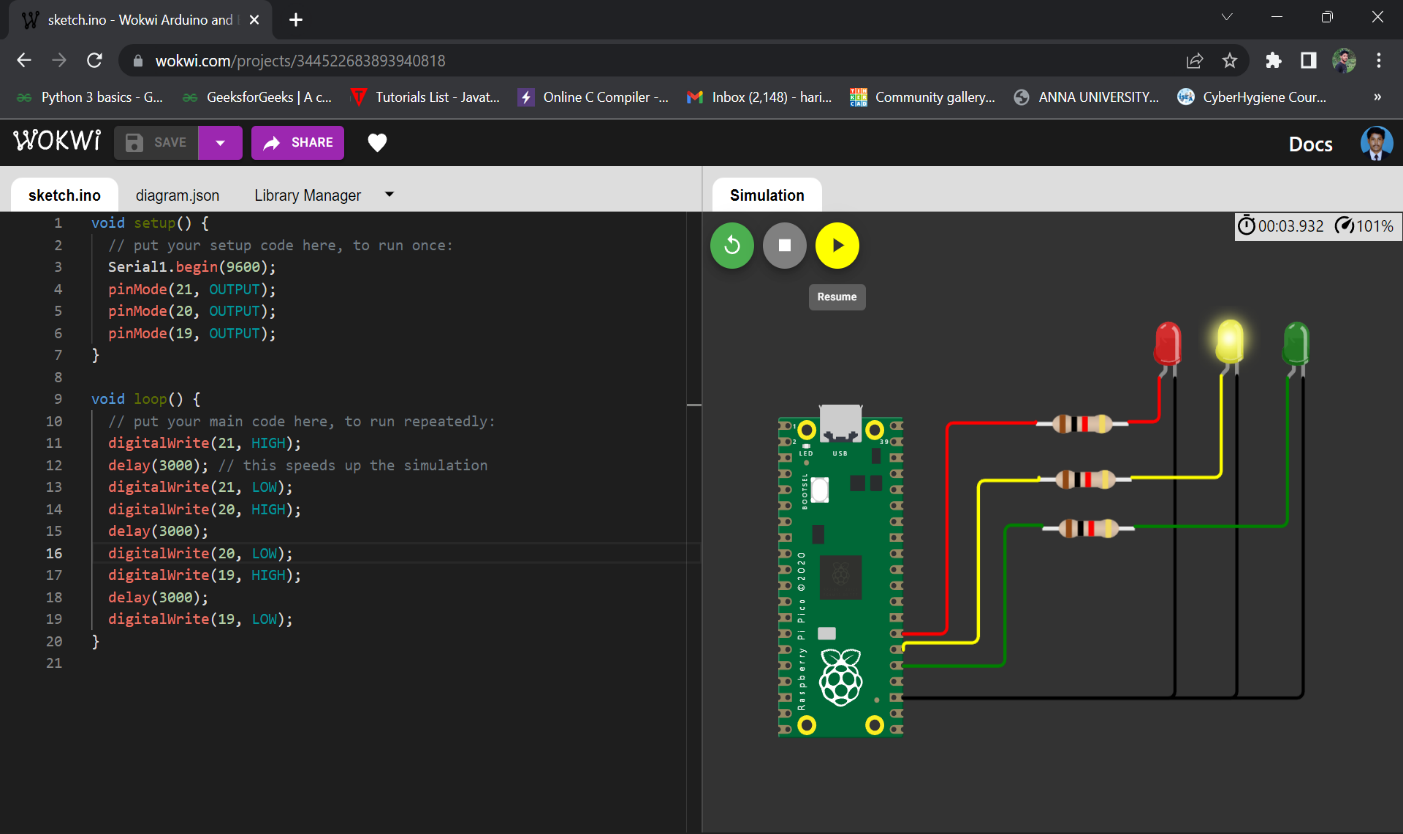 sketch.ino - Wokwi Arduino and
wokwi.com/projects/344522683893940818
Python 3 basics - G... GeeksforGeeks | A c... Tutorials List - Javat... Online C Compiler -... Inbox (2,148) - hari... Community gallery,... ANNA UNIVERSITY... CyberHygiene Cour... »
WOKWI SAVE SHARE Docs
sketch.ino diagram.json Library Manager
1 void setup() {
2 // put your setup code here, to run once:
3 Serial1.begin(9600);
4 pinMode(21, OUTPUT);
5 pinMode(20, OUTPUT);
6 pinMode(19, OUTPUT);
7 }
8
9 void loop() {
10 // put your main code here, to run repeatedly:
11 digitalWrite(21, HIGH);
12 delay(3000); // this speeds up the simulation
13 digitalWrite(21, LOW);
14 digitalWrite(20, HIGH);
15 delay(3000);
16 digitalWrite(20, LOW);
17 digitalWrite(19, HIGH);
18 delay(3000);
19 digitalWrite(19, LOW);
20 }
21
Simulation
00:03.932 101%
Resume
1
2 39
LED USB
BOOTSEL
Raspberry Pi Pico ©2020